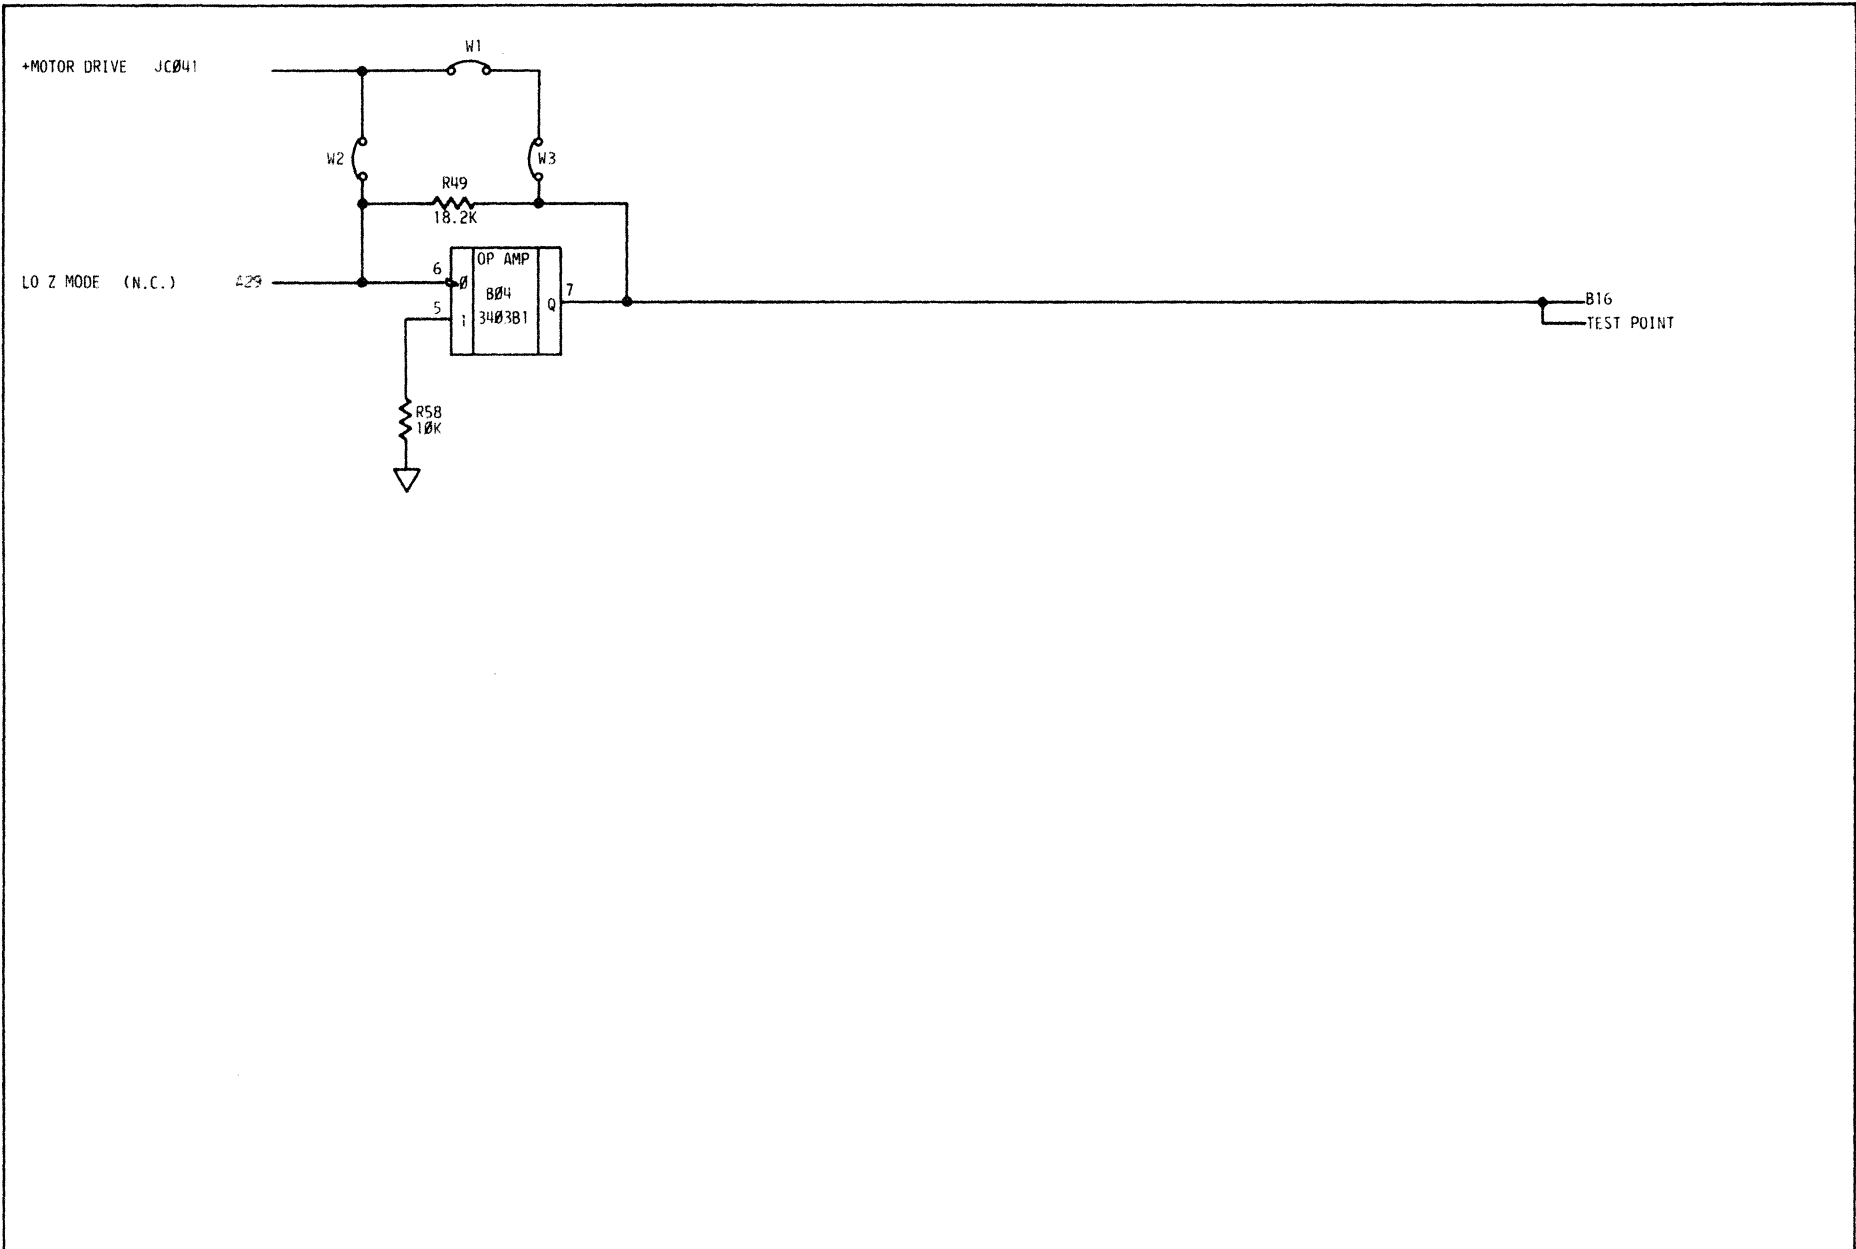 W1
+MOTOR DRIVE JCØ41
W2
W3
R49
18.2K
OP AMP
6
Ø
LO Z MODE (N.C.) A29
BØ4
7
Q
B16
5
1
34Ø3B1
TEST POINT
R58
1ØK